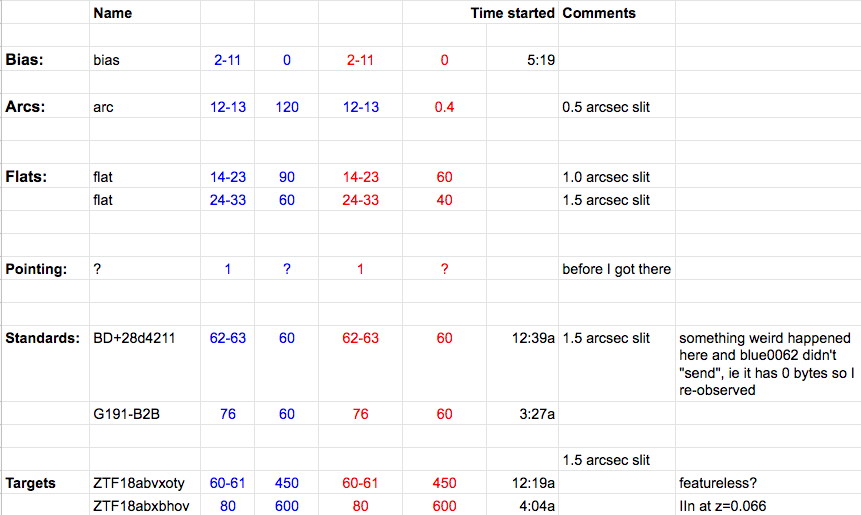 Name Time started Comments
Bias: bias 2-11 0 2-11 0 5:19
Arcs: arc 12-13 120 12-13 0.4 0.5 arcsec slit
Flats: flat 14-23 90 14-23 60 1.0 arcsec slit
flat 24-33 60 24-33 40 1.5 arcsec slit
Pointing: ? 1 ? 1 ? before I got there
Standards: BD+28d4211 62-63 60 62-63 60 12:39a 1.5 arcsec slit something weird happened
here and blue0062 didn't
"send", ie it has 0 bytes so I
re-observed
G191-B2B 76 60 76 60 3:27a
1.5 arcsec slit
Targets ZTF18abvxoty 60-61 450 60-61 450 12:19a featureless?
ZTF18abxbhov 80 600 80 600 4:04a IIn at z=0.066